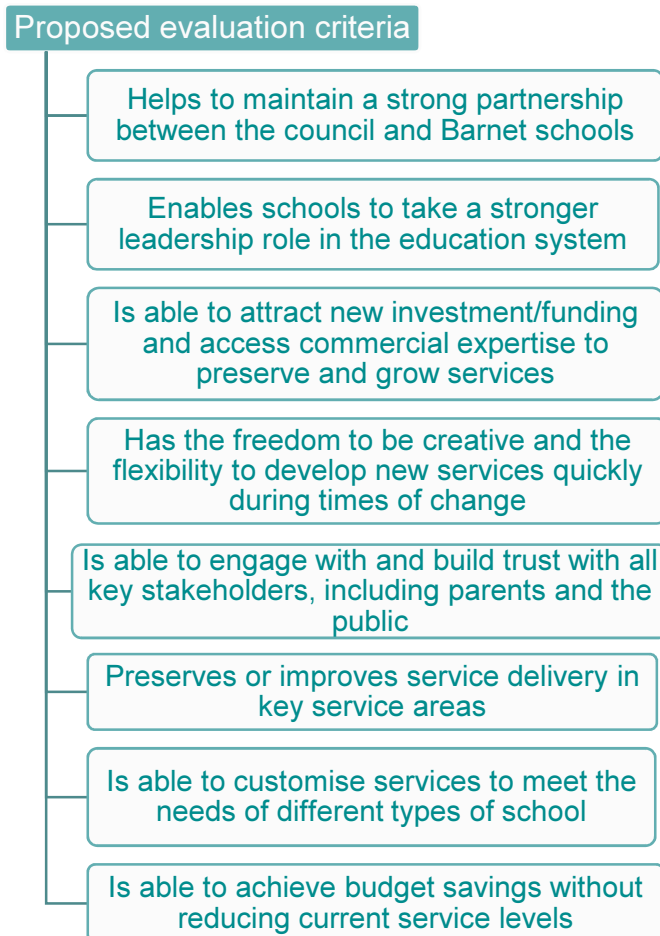 Proposed evaluation criteria
Helps to maintain a strong partnership
between the council and Barnet schools
Enables schools to take a stronger
leadership role in the education system
Is able to attract new investment/funding
and access commercial expertise to
preserve and grow services
Has the freedom to be creative and the
flexibility to develop new services quickly
during times of change
Is able to engage with and build trust with all
key stakeholders, including parents and the
public
Preserves or improves service delivery in
key service areas
Is able to customise services to meet the
needs of different types of school
Is able to achieve budget savings without
reducing current service levels